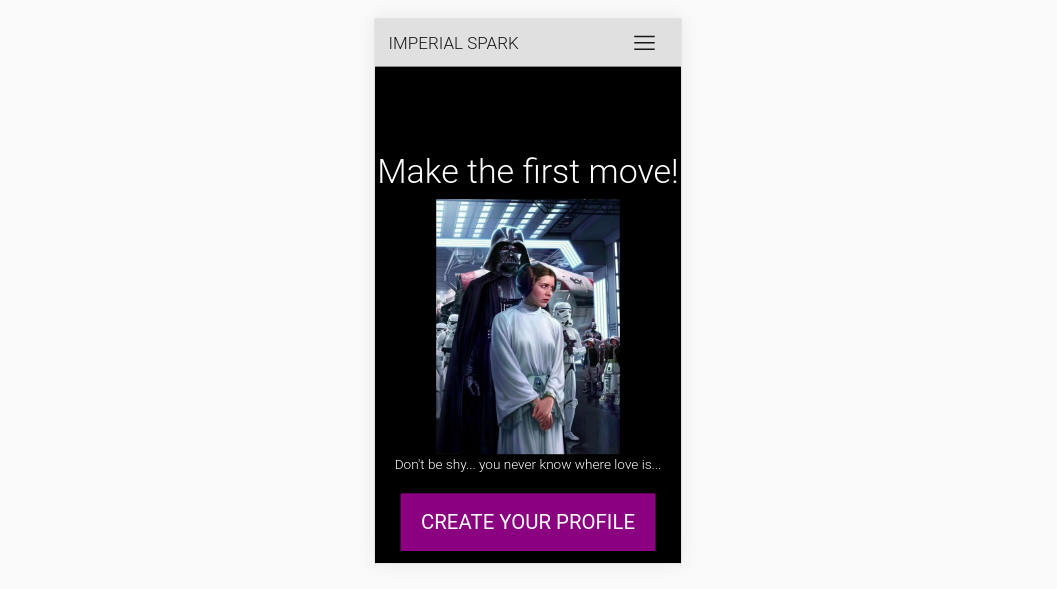 IMPERIAL SPARK
Make the first move!
Don't be shy... you never know where love is...
CREATE YOUR PROFILE